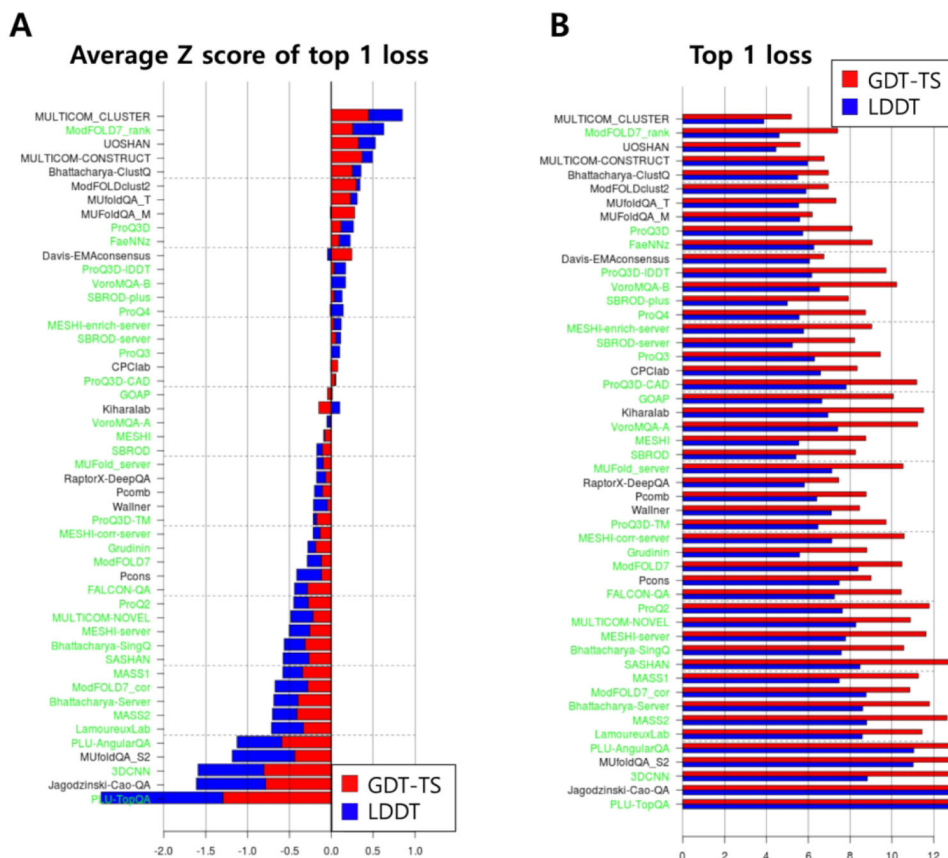 A
Average Z score of top 1 loss
MULTICOM_CLUSTER
ModFOLD7_rank
UOSHAN
MULTICOM-CONSTRUCT
Bhattacharya-ClustQ
ModFOLDclust2
MUfoldQA_T
MUFoldQA_M
ProQ3D
FaeNNz
Davis-EMAconsensus
ProQ3D-lDDT
VoroMQA-B
SBROD-plus
ProQ4
MESHI-enrich-server
SBROD-server
ProQ3
CPClab
ProQ3D-CAD
GOAP
Kiharalab
VoroMQA-A
MESHI
SBROD
MUFold_server
RaptorX-DeepQA
Pcomb
Wallner
ProQ3D-TM
MESHI-corr-server
Grudinin
ModFOLD7
Pcons
FALCON-QA
ProQ2
MULTICOM-NOVEL
MESHI-server
Bhattacharya-SingQ
SASHAN
MASS1
ModFOLD7_cor
Bhattacharya-Server
MASS2
LamoureuxLab
PLU-AngularQA
MUfoldQA_S2
3DCNN
Jagodzinski-Cao-QA
PLU-TopQA
GDT-TS
LDDT
-2.0 -1.5 -1.0 -0.5 0.0 0.5 1.0
B
Top 1 loss
GDT-TS
LDDT
MULTICOM_CLUSTER
ModFOLD7_rank
UOSHAN
MULTICOM-CONSTRUCT
Bhattacharya-ClustQ
ModFOLDclust2
MUfoldQA_T
MUFoldQA_M
ProQ3D
FaeNNz
Davis-EMAconsensus
ProQ3D-lDDT
VoroMQA-B
SBROD-plus
ProQ4
MESHI-enrich-server
SBROD-server
ProQ3
CPClab
ProQ3D-CAD
GOAP
Kiharalab
VoroMQA-A
MESHI
SBROD
MUFold_server
RaptorX-DeepQA
Pcomb
Wallner
ProQ3D-TM
MESHI-corr-server
Grudinin
ModFOLD7
Pcons
FALCON-QA
ProQ2
MULTICOM-NOVEL
MESHI-server
Bhattacharya-SingQ
SASHAN
MASS1
ModFOLD7_cor
Bhattacharya-Server
MASS2
LamoureuxLab
PLU-AngularQA
MUfoldQA_S2
3DCNN
Jagodzinski-Cao-QA
PLU-TopQA
0 2 4 6 8 10 12